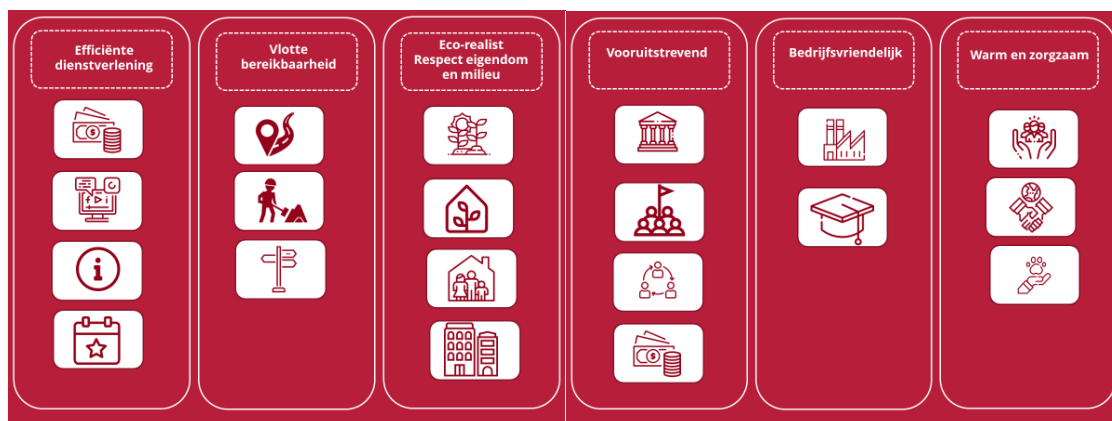 Efficiënte
dienstverlening
Vlotte
bereikbaarheid
Eco-realist
Respect eigendom
en milieu
Vooruitstrevend
Bedrijfsvriendelijk
Warm en zorgzaam